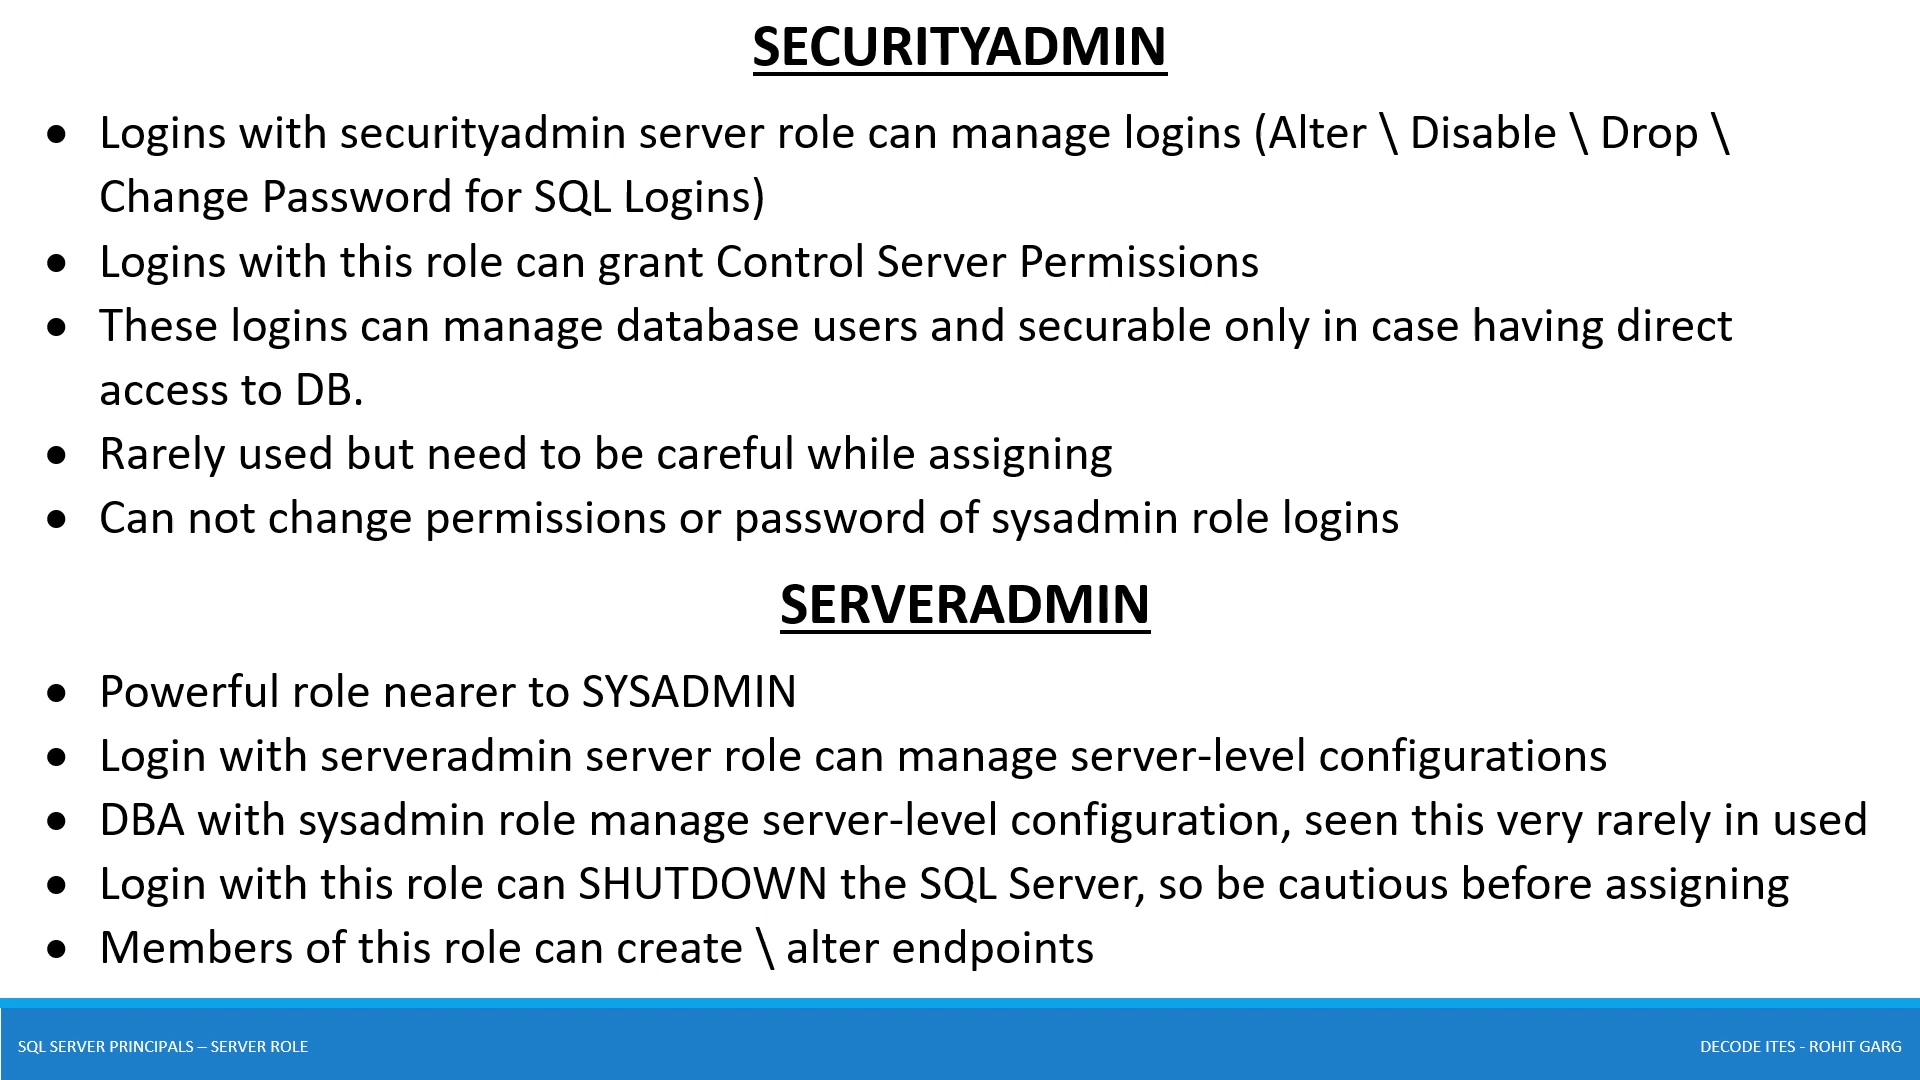 SECURITYADMIN
• Logins with securityadmin server role can manage logins (Alter \ Disable \ Drop \
Change Password for SQL Logins)
• Logins with this role can grant Control Server Permissions
• These logins can manage database users and securable only in case having direct
access to DB.
• Rarely used but need to be careful while assigning
• Can not change permissions or password of sysadmin role logins
SERVERADMIN
• Powerful role nearer to SYSADMIN
• Login with serveradmin server role can manage server-level configurations
• DBA with sysadmin role manage server-level configuration, seen this very rarely in used
• Login with this role can SHUTDOWN the SQL Server, so be cautious before assigning
• Members of this role can create \ alter endpoints
SQL SERVER PRINCIPALS – SERVER ROLE
DECODE ITES - ROHIT GARG